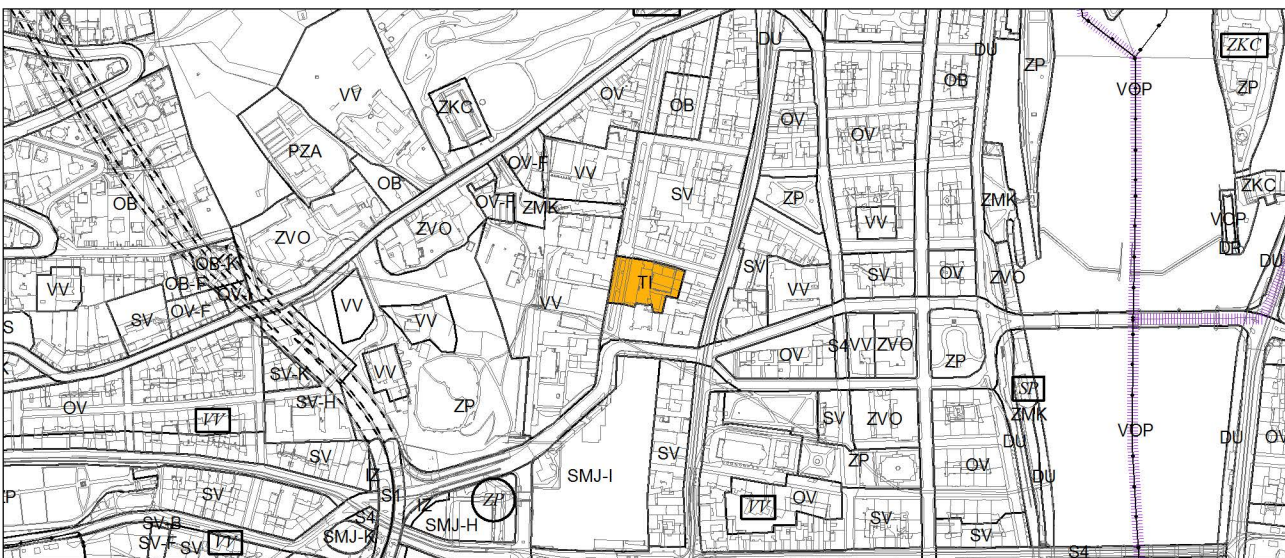 DU
DU
ZKC
ZP
ZP
OB
VOP
VV
OV
ZKC
OB
OV
OV
PZA
OV-F
VV
OB
SV
ZKC
OB
OV-F
ZMK
ZP
ZMK
ZVO
ZVO
VV
VOP
DU
OB-K
SV
SV
OV
TI
ZVO
VV
OB-F
VV
VV
OV-F
SV
VV
VV
S
S4
VV
ZVO
OV
ZP
SV-K
VV
SP
SV-H
ZP
OV
VV
ZMK
SV
ZVO
VOP
DU
DU
OV
SV
SV
ZP
OV
DU
IZ
SMJ-I
SV
S1
IZ
ZP
VV
OV
SV-B
S4
SMJ-H
SV
SV-F
SV
VV
SMJ-K
SV
S4